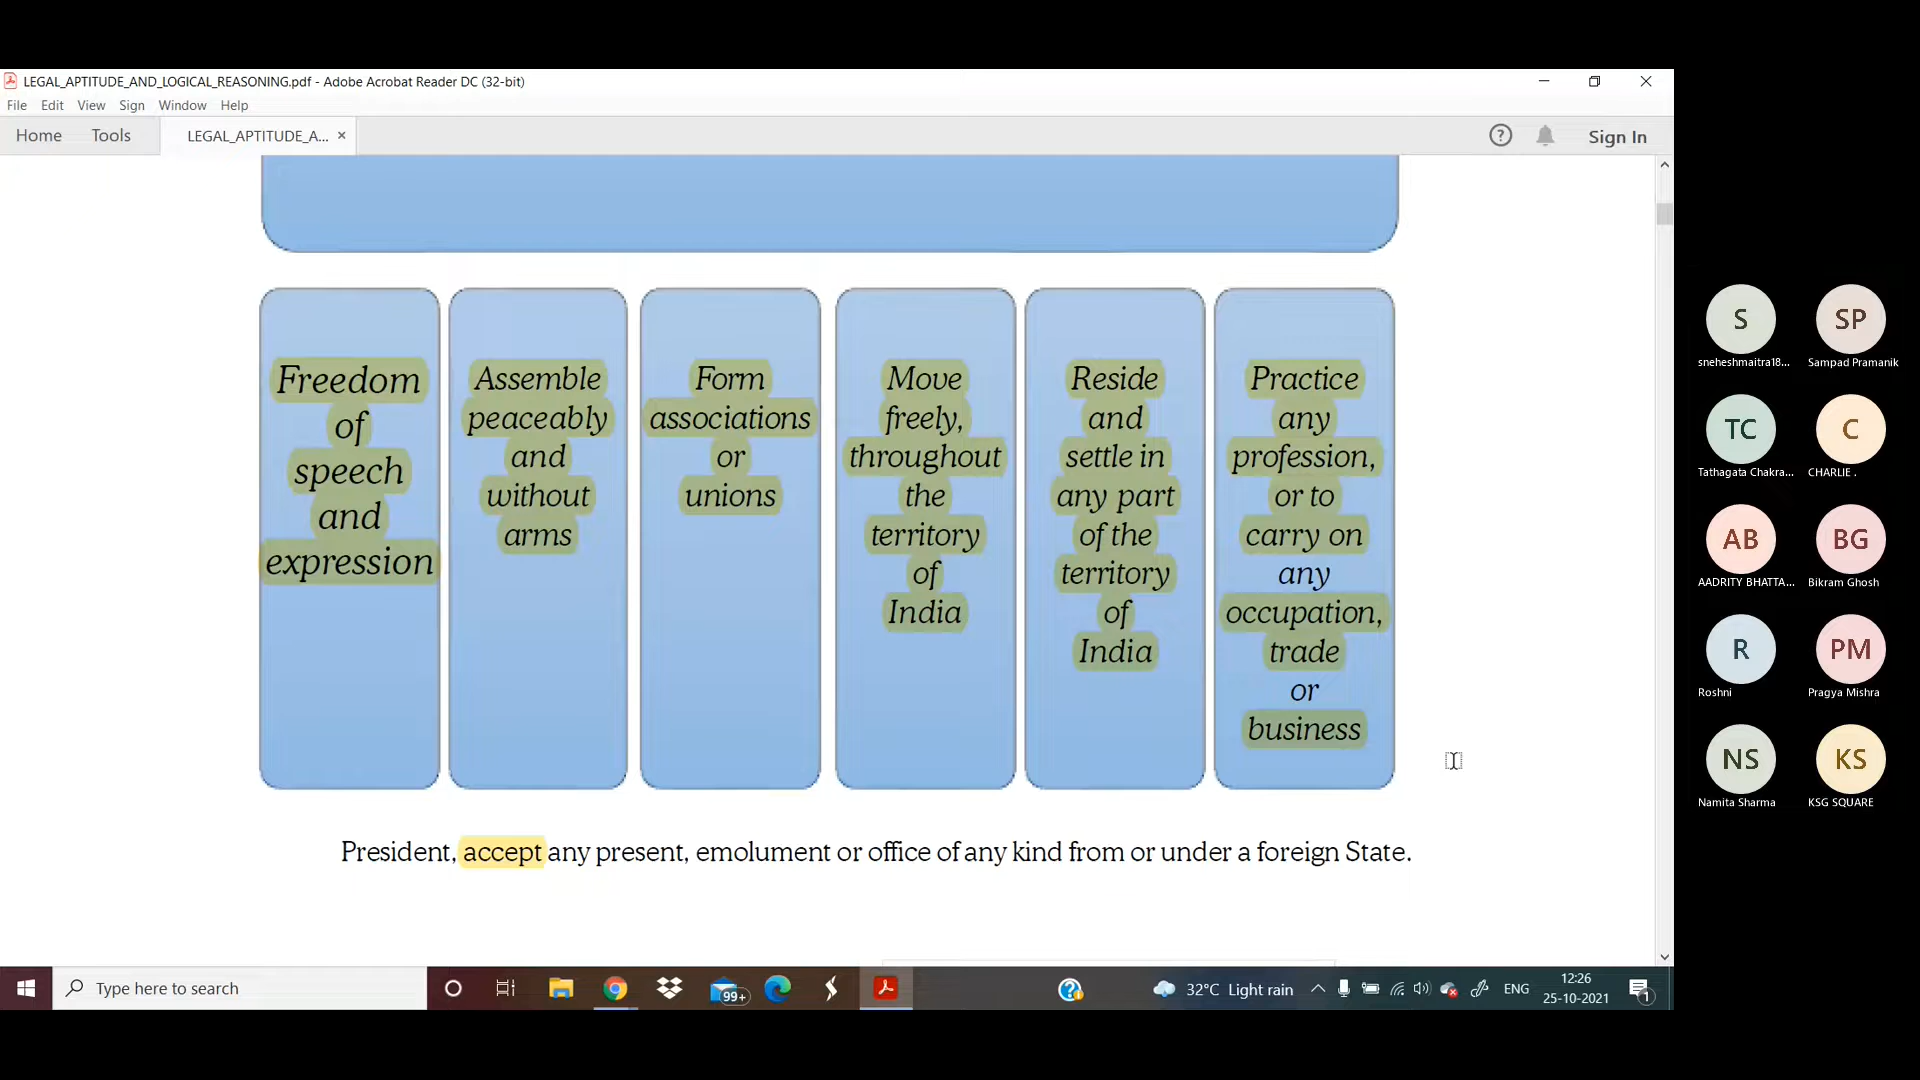 LEGAL_APTITUDE_AND_LOGICAL_REASONING.pdf - Adobe Acrobat Reader DC (32-bit)
File Edit View Sign Window Help
Home Tools LEGAL_APTITUDE_A... × Sign In
Freedom
of
speech
and
expression
Assemble
peaceably
and
without
arms
Form
associations
or
unions
Move
freely,
throughout
the
territory
of
India
Reside
and
settle in
any part
of the
territory
of
India
Practice
any
profession,
or to
carry on
any
occupation,
trade
or
business
President, accept any present, emolument or office of any kind from or under a foreign State.
S
sneheshmaitra18...
SP
Sampad Pramanik
TC
Tathagata Chakra...
C
CHARLIE .
AB
AADRITY BHATTA...
BG
Bikram Ghosh
R
Roshni
PM
Pragya Mishra
NS
Namita Sharma
KS
KSG SQUARE
Type here to search
99+
32°C Light rain
ENG
12:26
25-10-2021
1